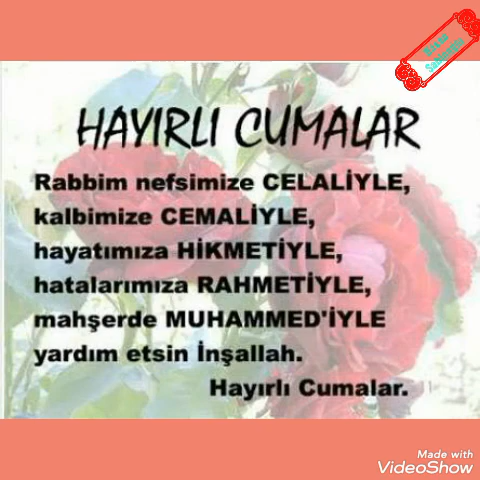 HAYIRLI CUMALAR
Rabbim nefsimize CELALİYLE,
kalbimize CEMALİYLE,
hayatımıza HİKMETİYLE,
hatalarımıza RAHMETİYLE,
mahşerde MUHAMMED'İYLE
yardım etsin İnşallah.
Hayırlı Cumalar.
Made with
VideoShow